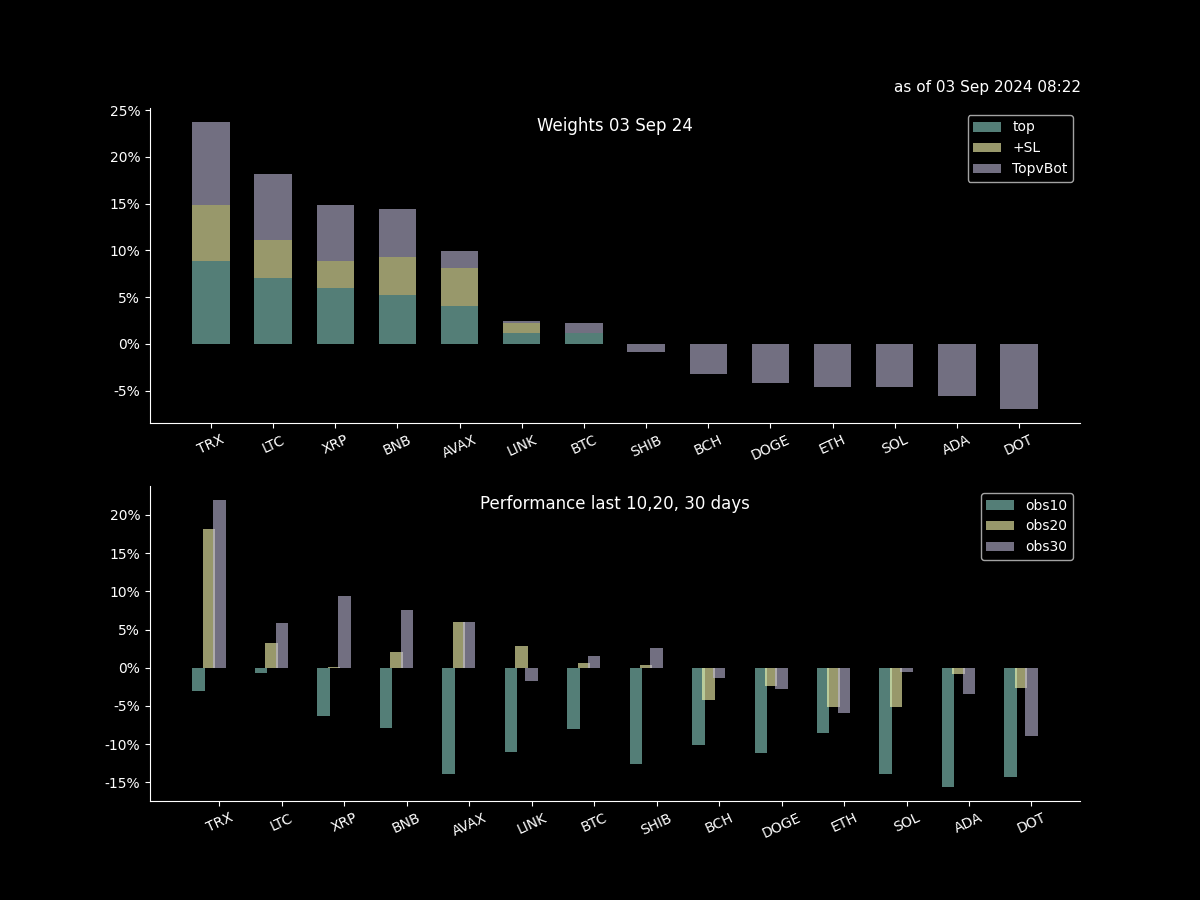 as of 03 Sep 2024 08:22
Weights 03 Sep 24
top
+SL
TopvBot
25%
20%
15%
10%
5%
0%
-5%
TRX LTC XRP BNB AVAX LINK BTC SHIB BCH DOGE ETH SOL ADA DOT
Performance last 10,20, 30 days
obs10
obs20
obs30
20%
15%
10%
5%
0%
-5%
-10%
-15%
TRX LTC XRP BNB AVAX LINK BTC SHIB BCH DOGE ETH SOL ADA DOT